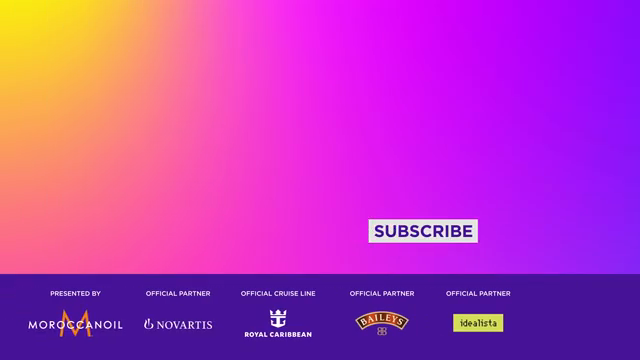 SUBSCRIBE
PRESENTED BY
OFFICIAL PARTNER
OFFICIAL CRUISE LINE
OFFICIAL PARTNER
OFFICIAL PARTNER
MOROCCANOIL
NOVARTIS
ROYAL CARIBBEAN
BAILEYS
idealista